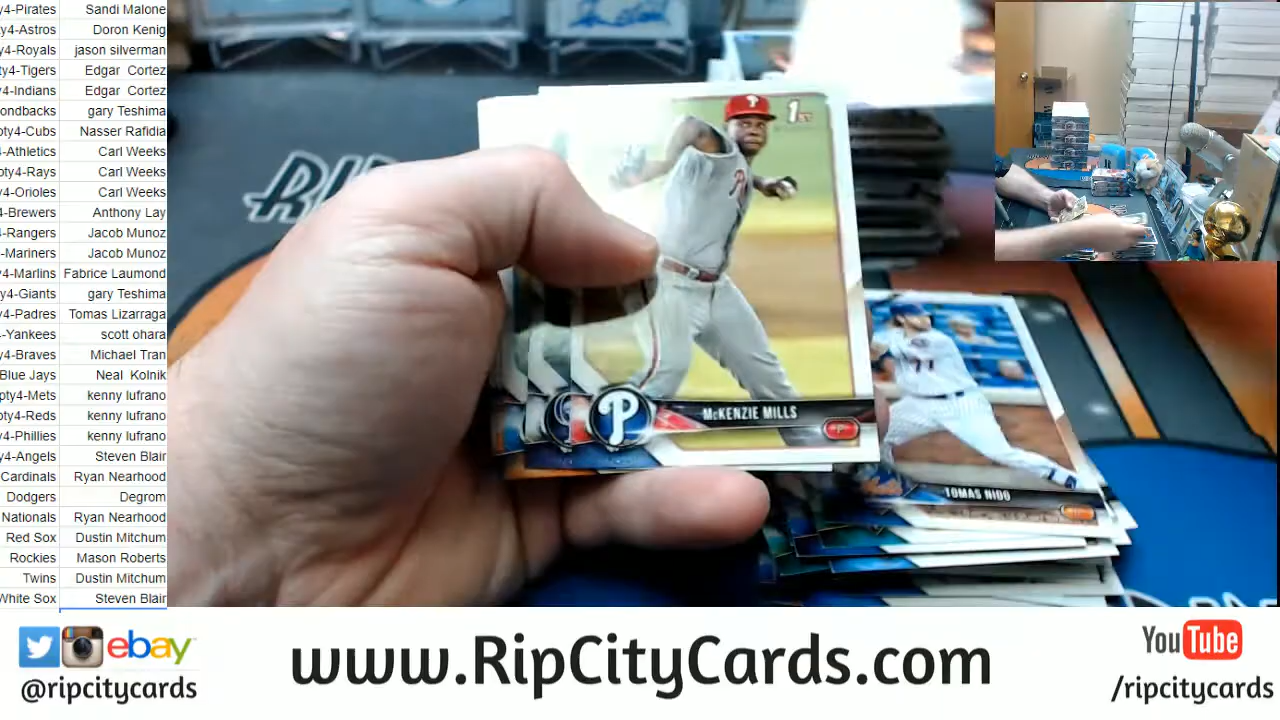 y4-Pirates Sandi Malone
y4-Astros Doron Kenig
y4-Royals jason silverman
y4-Tigers Edgar Cortez
y4-Indians Edgar Cortez
ondbacks gary Teshima
pty4-Cubs Nasser Rafidia
-Athletics Carl Weeks
pty4-Rays Carl Weeks
4-Orioles Carl Weeks
-Brewers Anthony Lay
-Rangers Jacob Munoz
-Mariners Jacob Munoz
y4-Marlins Fabrice Laumond
y4-Giants gary Teshima
y4-Padres Tomas Lizarraga
-Yankees scott ohara
y4-Braves Michael Tran
Blue Jays Neal Kolnik
pty4-Mets kenny lufrano
pty4-Reds kenny lufrano
y4-Phillies kenny lufrano
y4-Angels Steven Blair
Cardinals Ryan Nearhood
Dodgers Degrom
Nationals Ryan Nearhood
Red Sox Dustin Mitchum
Rockies Mason Roberts
Twins Dustin Mitchum
White Sox Steven Blair
1ST
P
McKENZIE MILLS
P
TOMAS NIDO
ebay
@ripcitycards
www.RipCityCards.com
YouTube
/ripcitycards